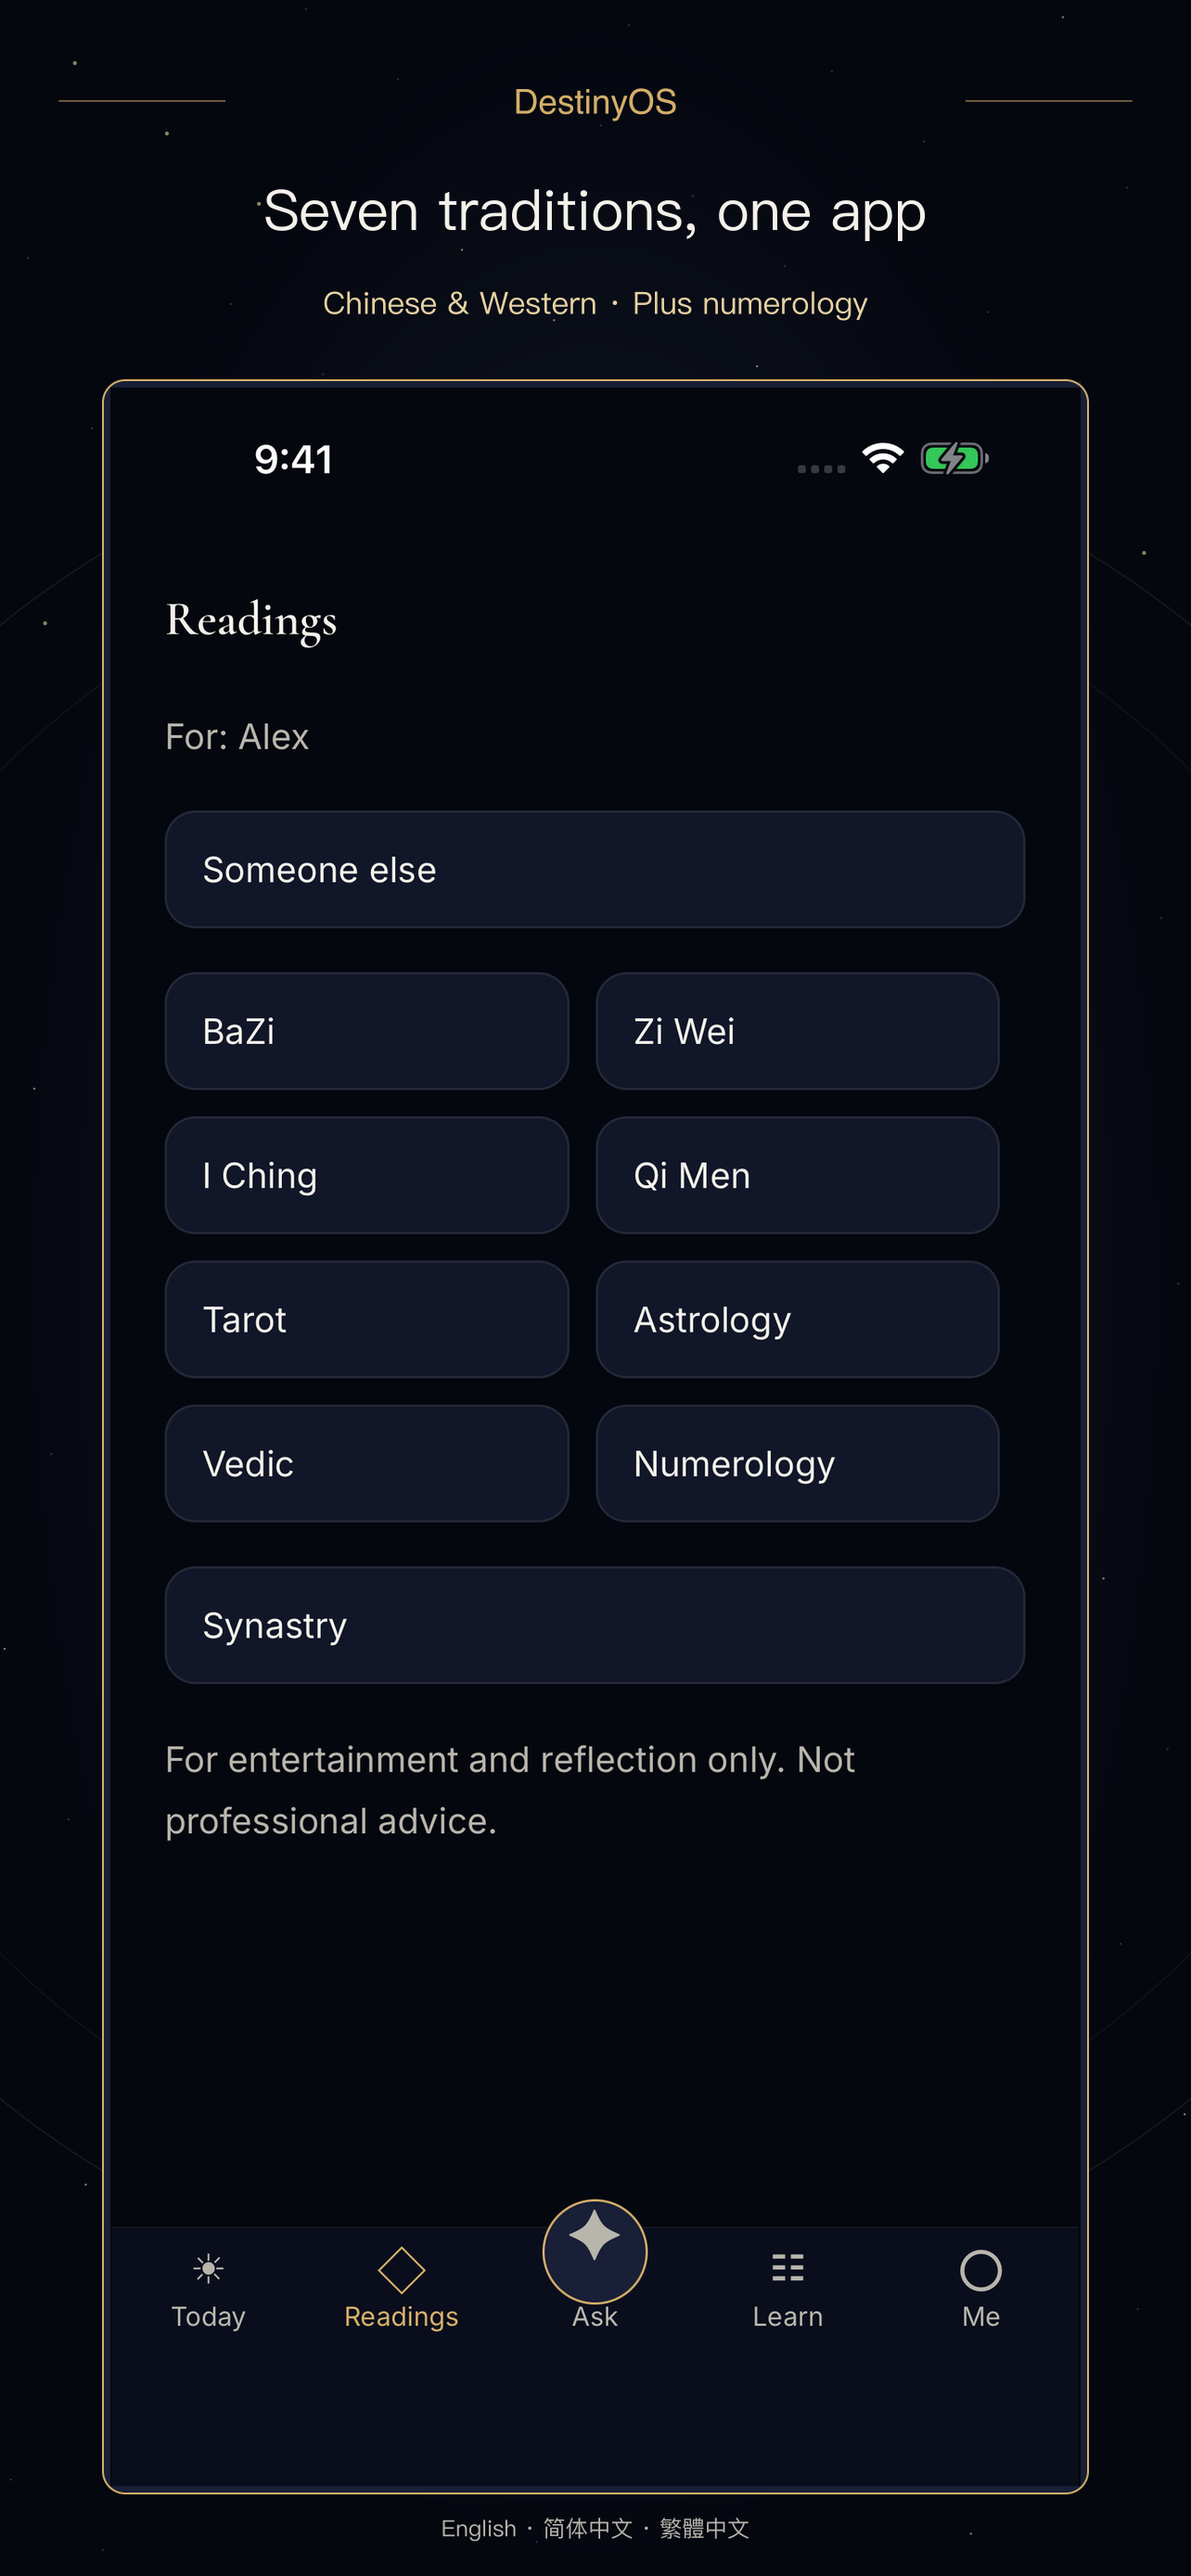 DestinyOS
Seven traditions, one app
Chinese & Western · Plus numerology
9:41
Readings
For: Alex
Someone else
BaZi
Zi Wei
I Ching
Qi Men
Tarot
Astrology
Vedic
Numerology
Synastry
For entertainment and reflection only. Not
professional advice.
Today
Readings
Ask
Learn
Me
English · 简体中文 · 繁體中文